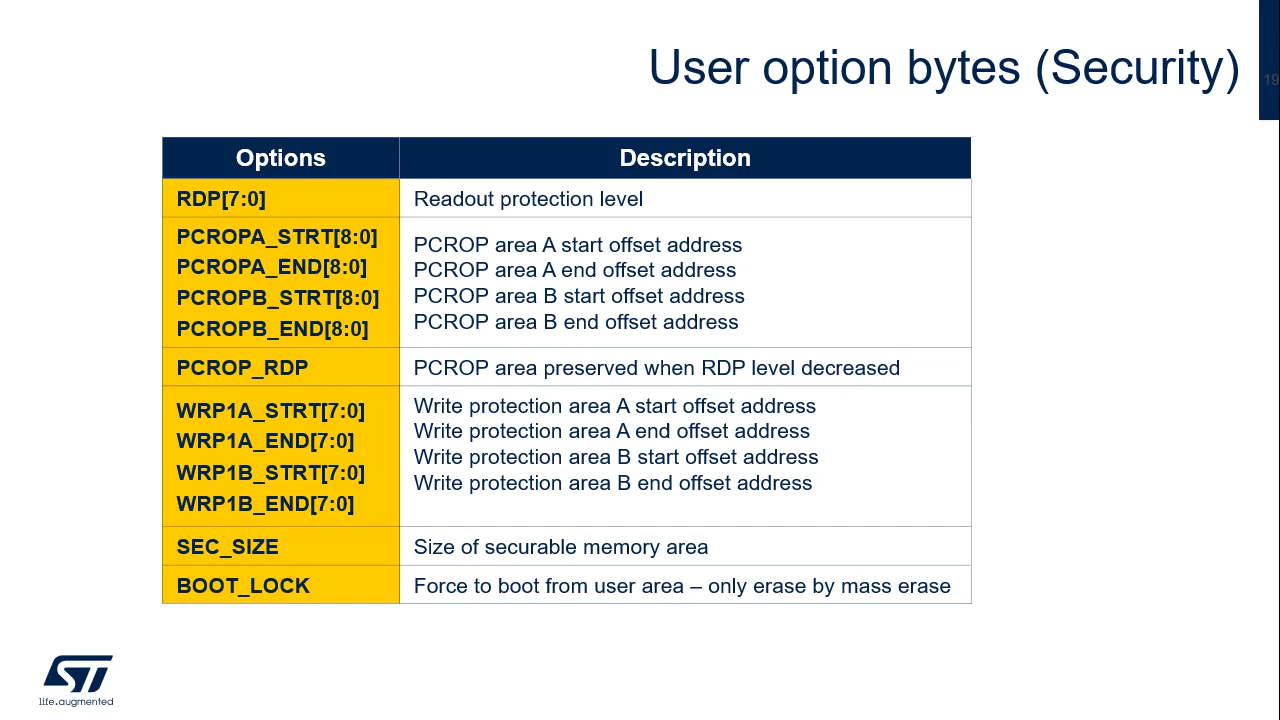 User option bytes (Security)
19
Options Description
RDP[7:0] Readout protection level
PCROPA_STRT[8:0] PCROP area A start offset address
PCROPA_END[8:0] PCROP area A end offset address
PCROPB_STRT[8:0] PCROP area B start offset address
PCROPB_END[8:0] PCROP area B end offset address
PCROP_RDP PCROP area preserved when RDP level decreased
WRP1A_STRT[7:0] Write protection area A start offset address
WRP1A_END[7:0] Write protection area A end offset address
WRP1B_STRT[7:0] Write protection area B start offset address
WRP1B_END[7:0] Write protection area B end offset address
SEC_SIZE Size of securable memory area
BOOT_LOCK Force to boot from user area – only erase by mass erase
ST
life.augmented